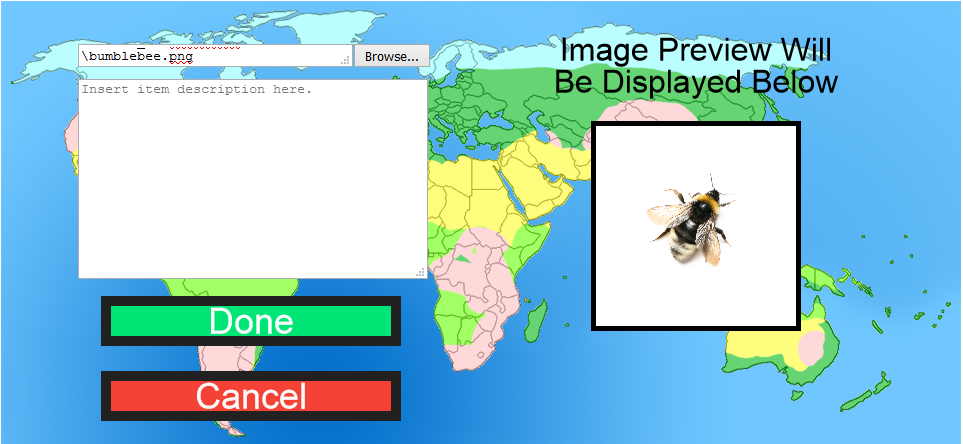 \bumblebee.png
Browse...
Insert item description here.
Done
Cancel
Image Preview Will
Be Displayed Below